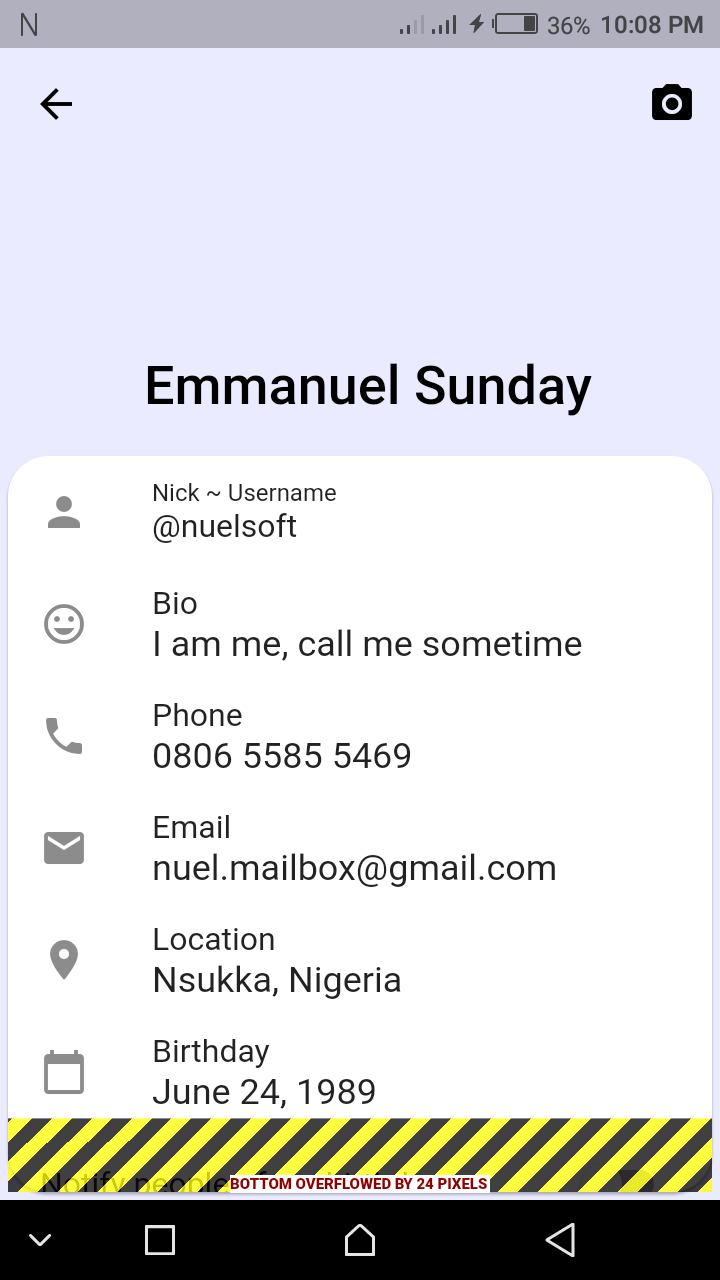 N 36% 10:08 PM
Emmanuel Sunday
Nick ~ Username
@nuelsoft
Bio
I am me, call me sometime
Phone
0806 5585 5469
Email
nuel.mailbox@gmail.com
Location
Nsukka, Nigeria
Birthday
June 24, 1989
Notify people
BOTTOM OVERFLOWED BY 24 PIXELS